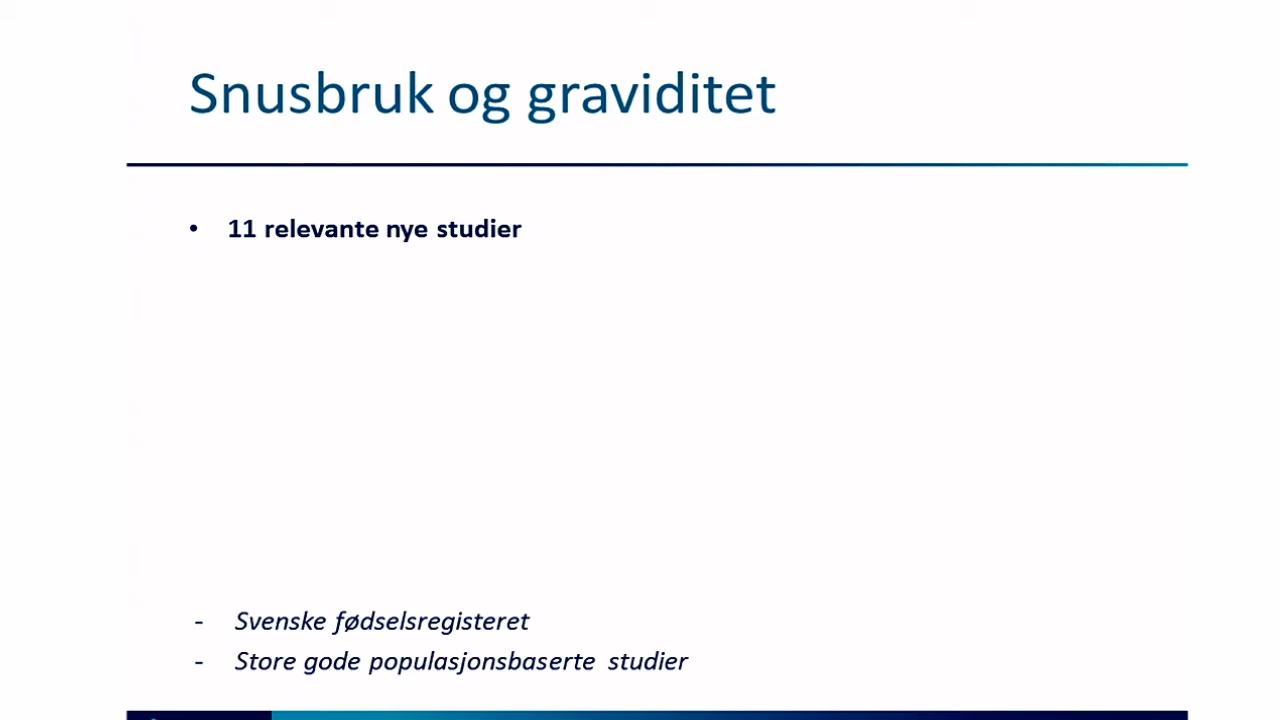 Snusbruk og graviditet
• 11 relevante nye studier
- Svenske fødselsregisteret
- Store gode populasjonsbaserte studier